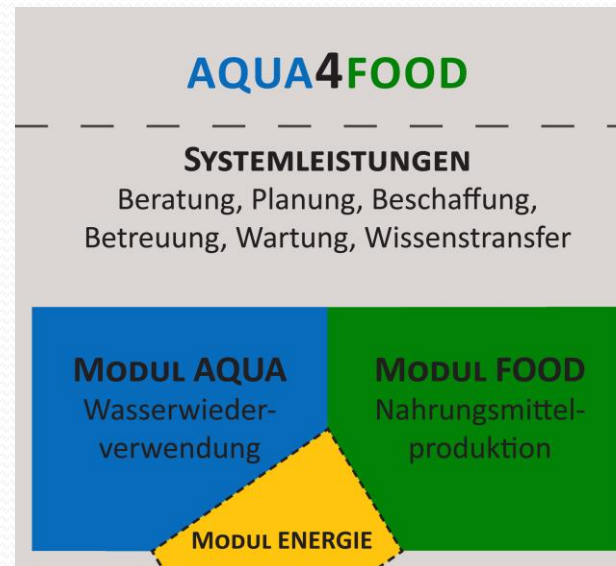 AQUA4FOOD
SYSTEMLEISTUNGEN
Beratung, Planung, Beschaffung,
Betreuung, Wartung, Wissenstransfer
MODUL AQUA
Wasserwieder-
verwendung
MODUL FOOD
Nahrungsmittel-
produktion
MODUL ENERGIE